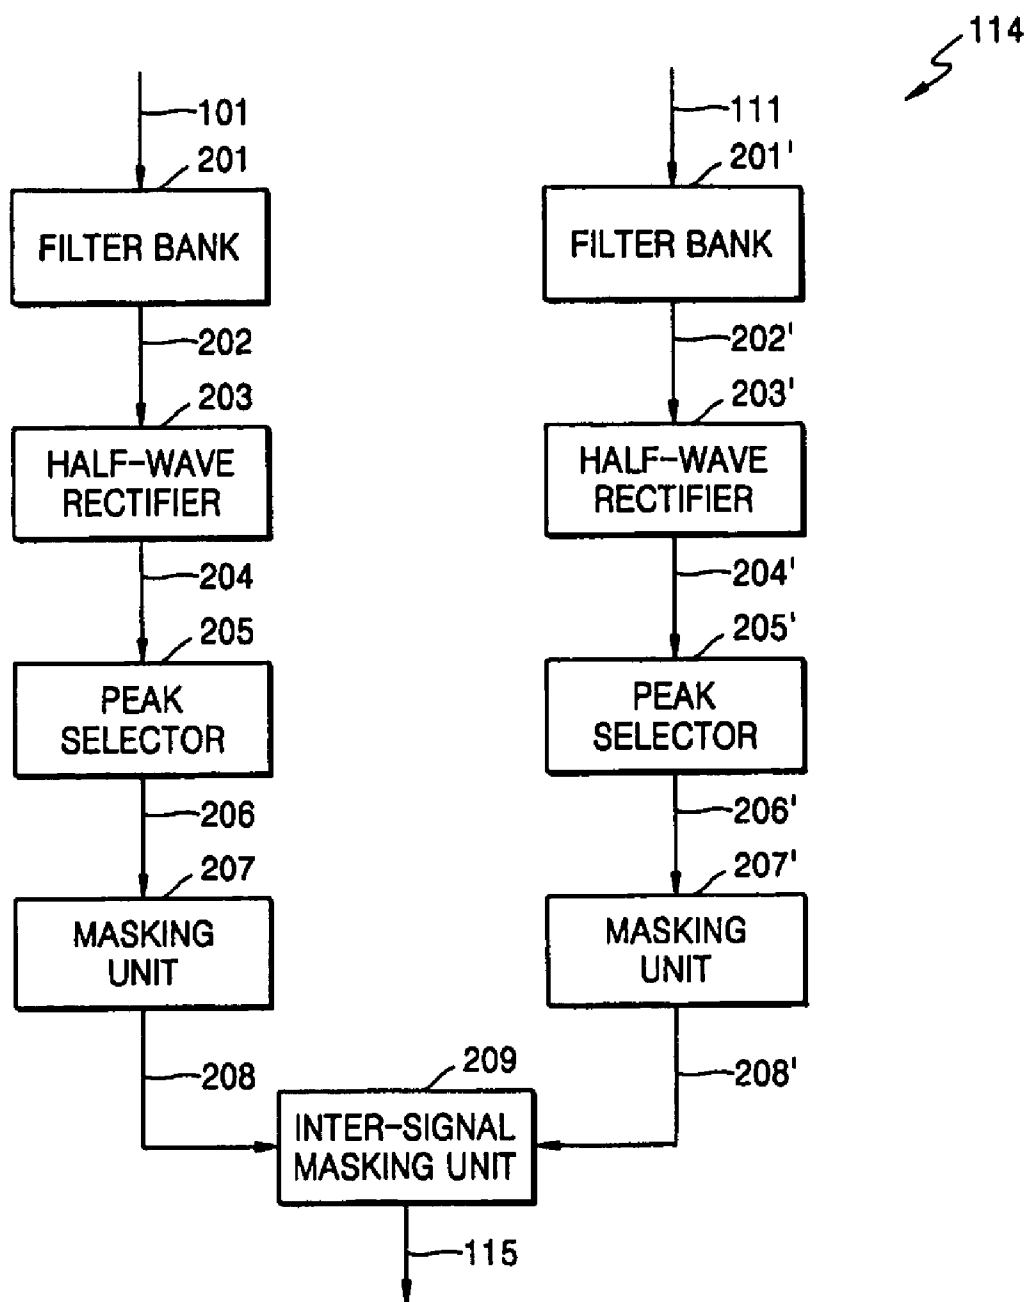 114
101
111
201
201'
FILTER BANK
FILTER BANK
202
202'
203
203'
HALF-WAVE
RECTIFIER
HALF-WAVE
RECTIFIER
204
204'
205
205'
PEAK
SELECTOR
PEAK
SELECTOR
206
206'
207
207'
MASKING
UNIT
MASKING
UNIT
208
208'
209
INTER-SIGNAL
MASKING UNIT
115